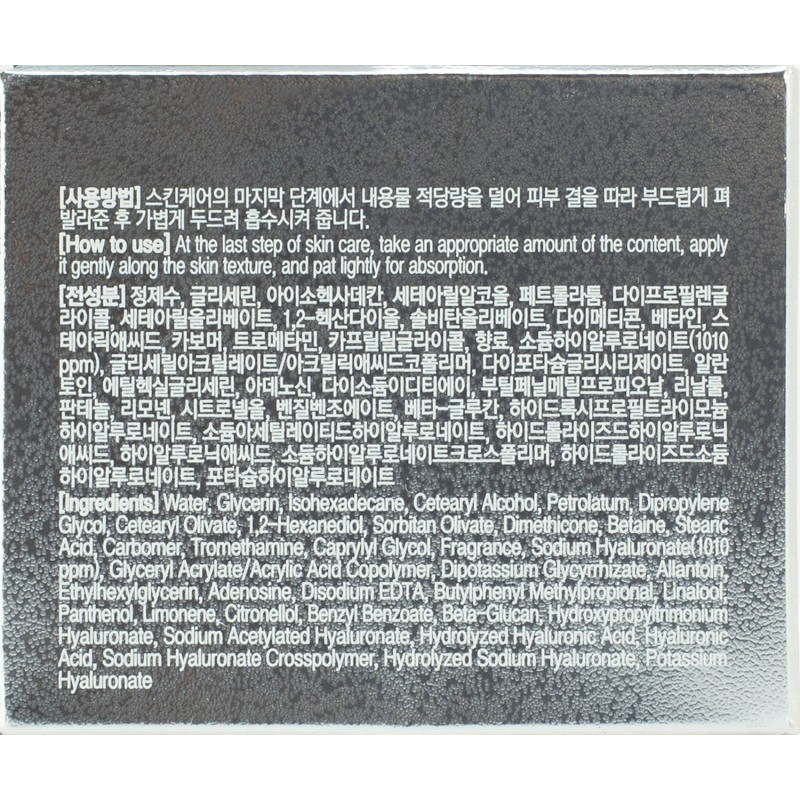 [사용방법] 스킨케어의 마지막 단계에서 내용물 적당량을 덜어 피부 결을 따라 부드럽게 펴
발라준 후 가볍게 두드려 흡수시켜 줍니다.
[How to use] At the last step of skin care, take an appropriate amount of the content, apply
it gently along the skin texture, and pat lightly for absorption.
[전성분] 정제수, 글리세린, 아이소헥사데칸, 세테아릴알코올, 페트롤라툼, 다이프로필렌글
라이콜, 세테아릴올리베이트, 1,2-헥산다이올, 솔비탄올리베이트, 다이메티콘, 베타인, 스
테아릭애씨드, 카보머, 트로메타민, 카프릴릴글라이콜, 향료, 소듐하이알루로네이트(1010
ppm), 글리세릴아크릴레이트/아크릴릭애씨드코폴리머, 다이포타슘글리시리제이트, 알란
토인, 에틸헥실글리세린, 아데노신, 다이소듐이디티에이, 부틸페닐메틸프로피오날, 리날룰,
판테놀, 리모넨, 시트로넬올, 벤질벤조에이트, 베타-글루칸, 하이드록시프로필트라이모늄
하이알루로네이트, 소듐아세틸레이티드하이알루로네이트, 하이드롤라이즈드하이알루로닉
애씨드, 하이알루로닉애씨드, 소듐하이알루로네이트크로스폴리머, 하이드롤라이즈드소듐
하이알루로네이트, 포타슘하이알루로네이트
[Ingredients] Water, Glycerin, Isohexadecane, Cetearyl Alcohol, Petrolatum, Dipropylene
Glycol, Cetearyl Olivate, 1,2-Hexanediol, Sorbitan Olivate, Dimethicone, Betaine, Stearic
Acid, Carbomer, Tromethamine, Caprylyl Glycol, Fragrance, Sodium Hyaluronate(1010
ppm), Glyceryl Acrylate/Acrylic Acid Copolymer, Dipotassium Glycyrrhizate, Allantoin,
Ethylhexylglycerin, Adenosine, Disodium EDTA, Butylphenyl Methylpropional, Linalool,
Panthenol, Limonene, Citronellol, Benzyl Benzoate, Beta-Glucan, Hydroxypropyltrimonium
Hyaluronate, Sodium Acetylated Hyaluronate, Hydrolyzed Hyaluronic Acid, Hyaluronic
Acid, Sodium Hyaluronate Crosspolymer, Hydrolyzed Sodium Hyaluronate, Potassium
Hyaluronate